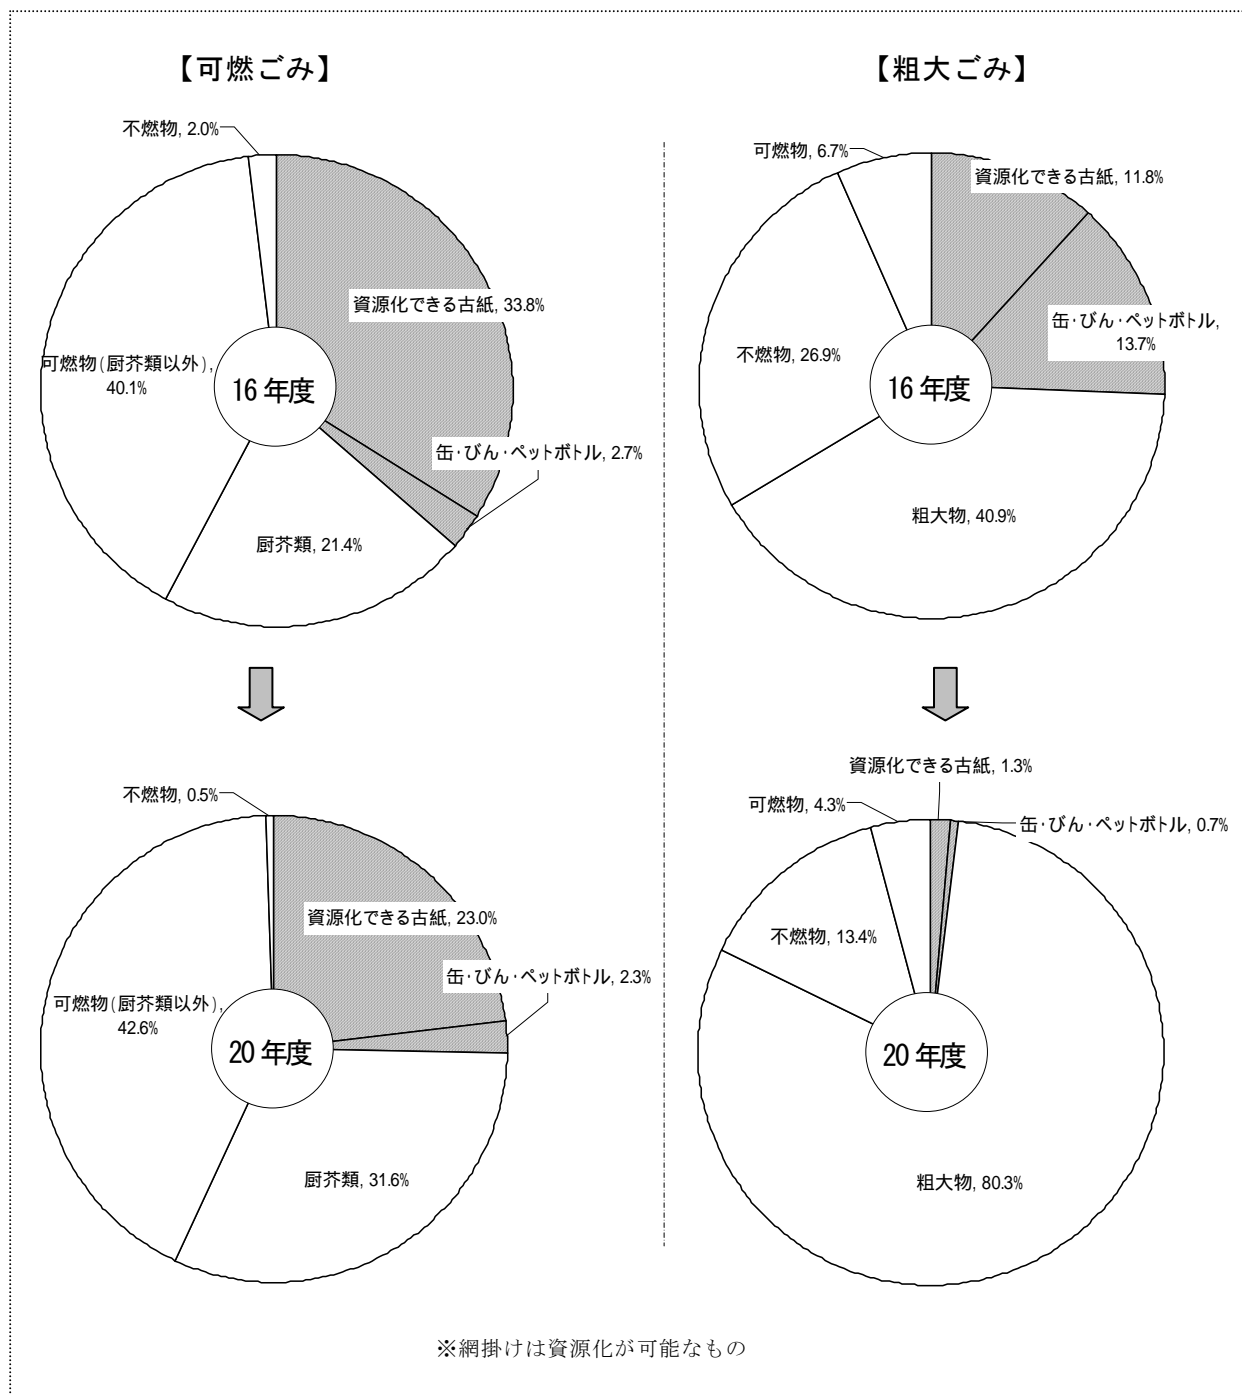 【可燃ごみ】
不燃物, 2.0%
資源化できる古紙, 33.8%
可燃物(厨芥類以外),
40.1%
16年度
缶・びん・ペットボトル, 2.7%
厨芥類, 21.4%
【粗大ごみ】
可燃物, 6.7%
資源化できる古紙, 11.8%
缶・びん・ペットボトル,
13.7%
不燃物, 26.9%
16年度
粗大物, 40.9%
不燃物, 0.5%
資源化できる古紙, 23.0%
缶・びん・ペットボトル, 2.3%
可燃物(厨芥類以外),
42.6%
20年度
厨芥類, 31.6%
資源化できる古紙, 1.3%
可燃物, 4.3%
缶・びん・ペットボトル, 0.7%
不燃物, 13.4%
20年度
粗大物, 80.3%
※網掛けは資源化が可能なもの